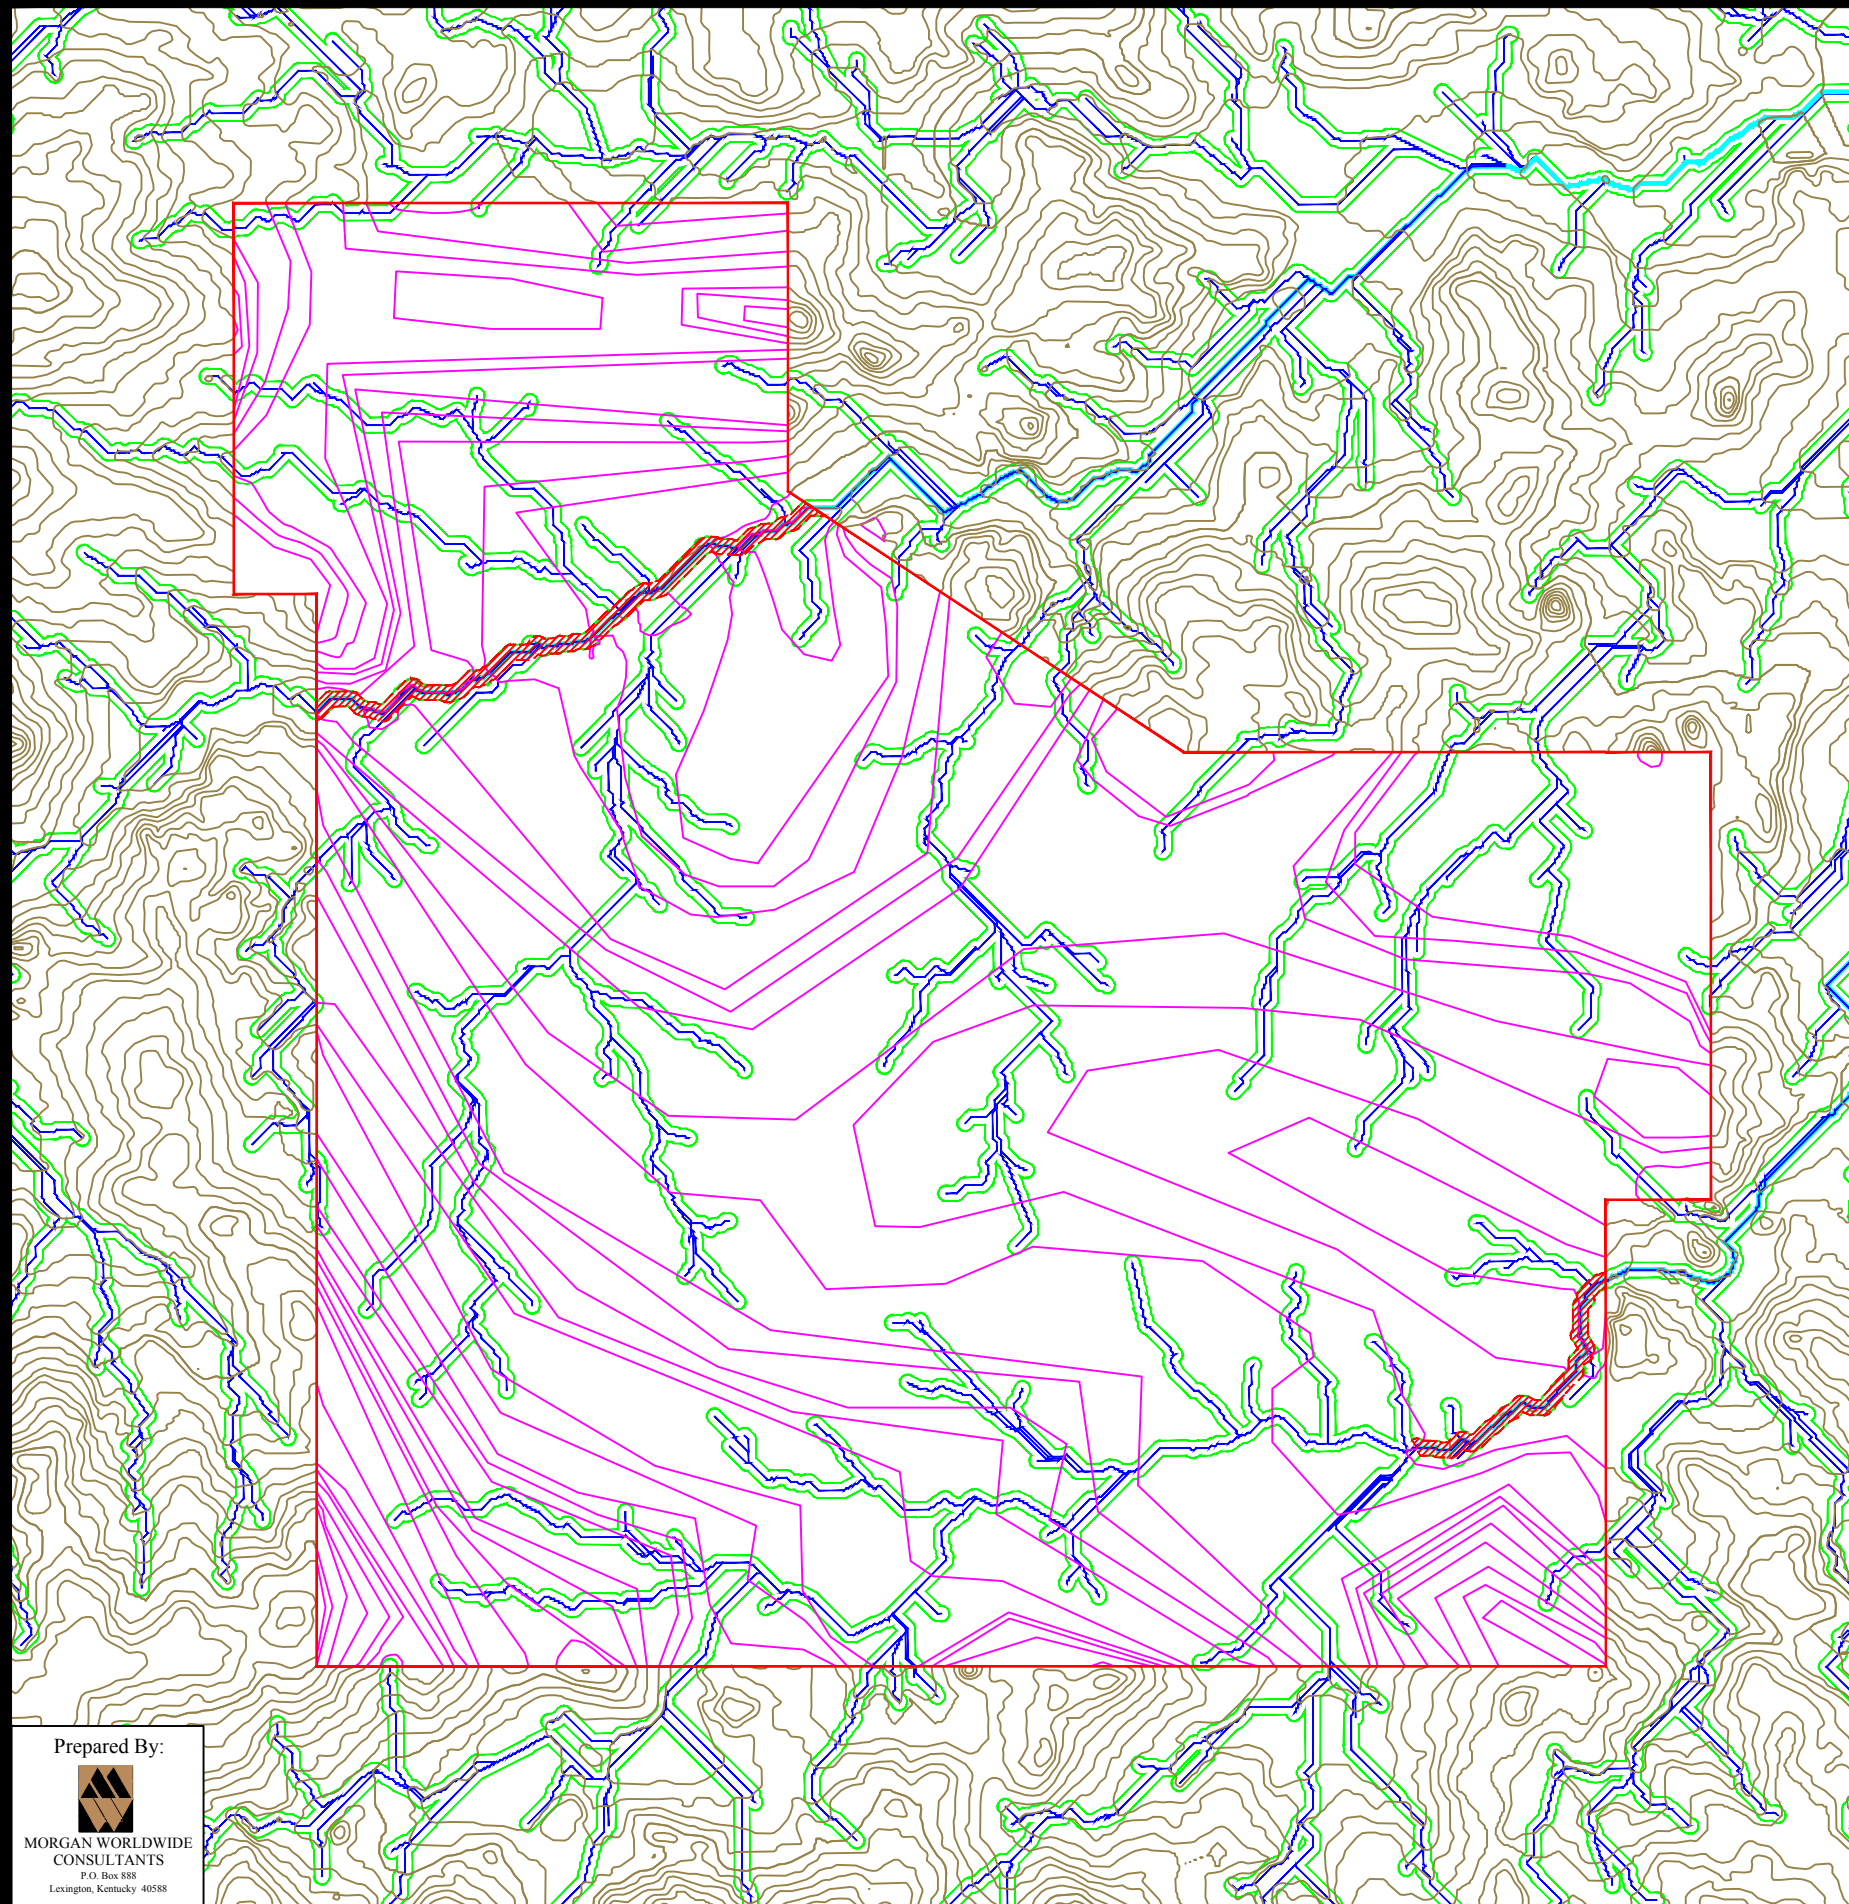 Prepared By:
MORGAN WORLDWIDE
CONSULTANTS
P.O. Box 888
Lexington, Kentucky 40588